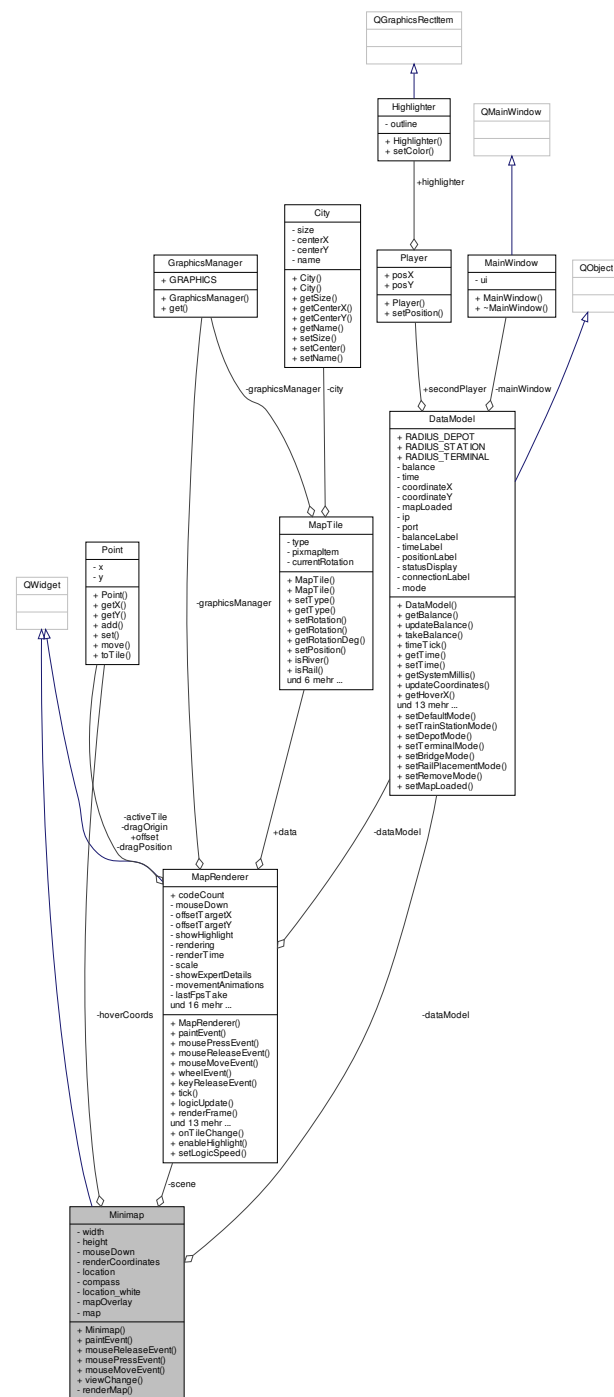 QGraphicsRectItem
Highlighter
- outline
+ Highlighter()
+ setColor()
QMainWindow
+highlighter
City
- size
- centerX
- centerY
- name
+ City()
+ City()
+ getSize()
+ getCenterX()
+ getCenterY()
+ getName()
+ setSize()
+ setCenter()
+ setName()
GraphicsManager
+ GRAPHICS
+ GraphicsManager()
+ get()
Player
+ posX
+ posY
+ Player()
+ setPosition()
MainWindow
- ui
+ MainWindow()
+ ~MainWindow()
QObject
-graphicsManager
-city
+secondPlayer
-mainWindow
DataModel
+ RADIUS_DEPOT
+ RADIUS_STATION
+ RADIUS_TERMINAL
- balance
- time
- coordinateX
- coordinateY
- mapLoaded
- ip
- port
- balanceLabel
- timeLabel
- positionLabel
- statusDisplay
- connectionLabel
- mode
+ DataModel()
+ getBalance()
+ updateBalance()
+ takeBalance()
+ timeTick()
+ getTime()
+ setTime()
+ getSystemMillis()
+ updateCoordinates()
+ getHoverX()
und 13 mehr ...
+ setDefaultMode()
+ setTrainStationMode()
+ setDepotMode()
+ setTerminalMode()
+ setBridgeMode()
+ setRailPlacementMode()
+ setRemoveMode()
+ setMapLoaded()
MapTile
- type
- pixmapItem
- currentRotation
+ MapTile()
+ MapTile()
+ setType()
+ getType()
+ setRotation()
+ getRotation()
+ getRotationDeg()
+ setPosition()
+ isRiver()
+ isRail()
und 6 mehr ...
Point
- x
- y
+ Point()
+ getX()
+ getY()
+ add()
+ set()
+ move()
+ toTile()
QWidget
-graphicsManager
-activeTile
-dragOrigin
+offset
-dragPosition
+data
-dataModel
MapRenderer
+ codeCount
- mouseDown
- offsetTargetX
- offsetTargetY
- showHighlight
- rendering
- renderTime
- scale
- showExpertDetails
- movementAnimations
- lastFpsTake
und 16 mehr ...
+ MapRenderer()
+ paintEvent()
+ mousePressEvent()
+ mouseReleaseEvent()
+ mouseMoveEvent()
+ wheelEvent()
+ keyReleaseEvent()
+ tick()
+ logicUpdate()
+ renderFrame()
und 13 mehr ...
+ onTileChange()
+ enableHighlight()
+ setLogicSpeed()
-hoverCoords
-dataModel
-scene
Minimap
- width
- height
- mouseDown
- renderCoordinates
- location
- compass
- location_white
- mapOverlay
- map
+ Minimap()
+ paintEvent()
+ mouseReleaseEvent()
+ mousePressEvent()
+ mouseMoveEvent()
+ viewChange()
- renderMap()